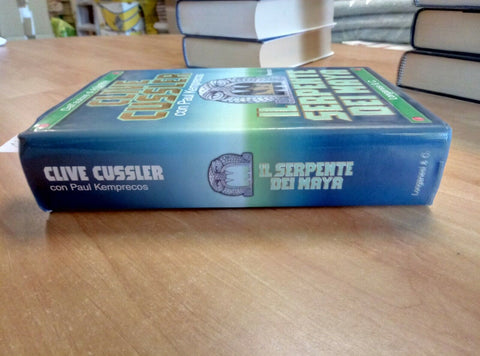 CLIVE
CUSSLER
con Paul Kemprecos
IL
SERPENTE
DEI MAYA
CLIVE CUSSLER
con Paul Kemprecos
IL SERPENTE
DEI MAYA
Longanesi & C.